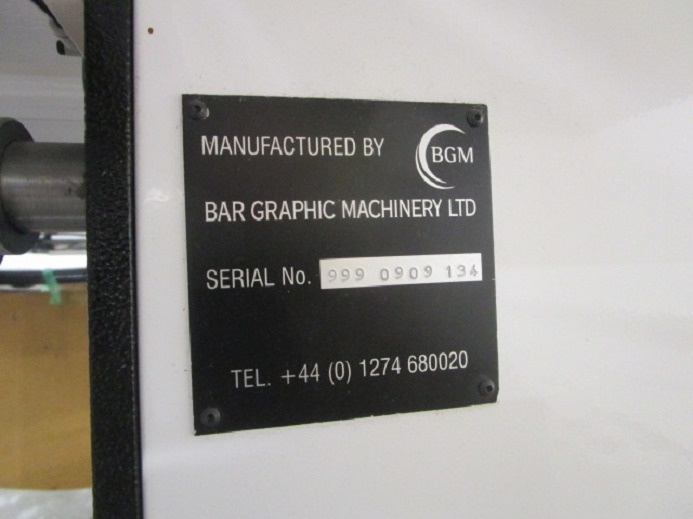 MANUFACTURED BY
BGM
BAR GRAPHIC MACHINERY LTD
SERIAL No. 999 0909 134
TEL. +44 (0) 1274 680020